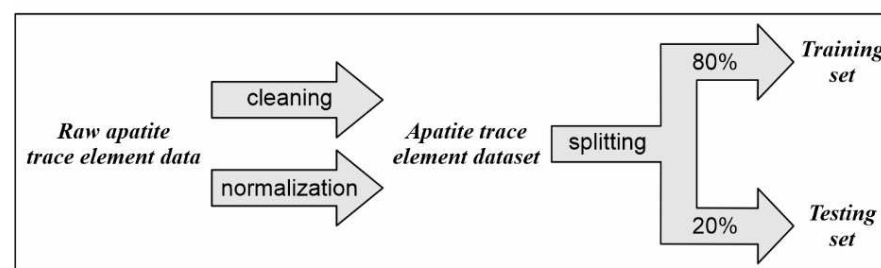 Raw apatite
trace element data
cleaning
normalization
Apatite trace
element dataset
splitting
80%
20%
Training
set
Testing
set